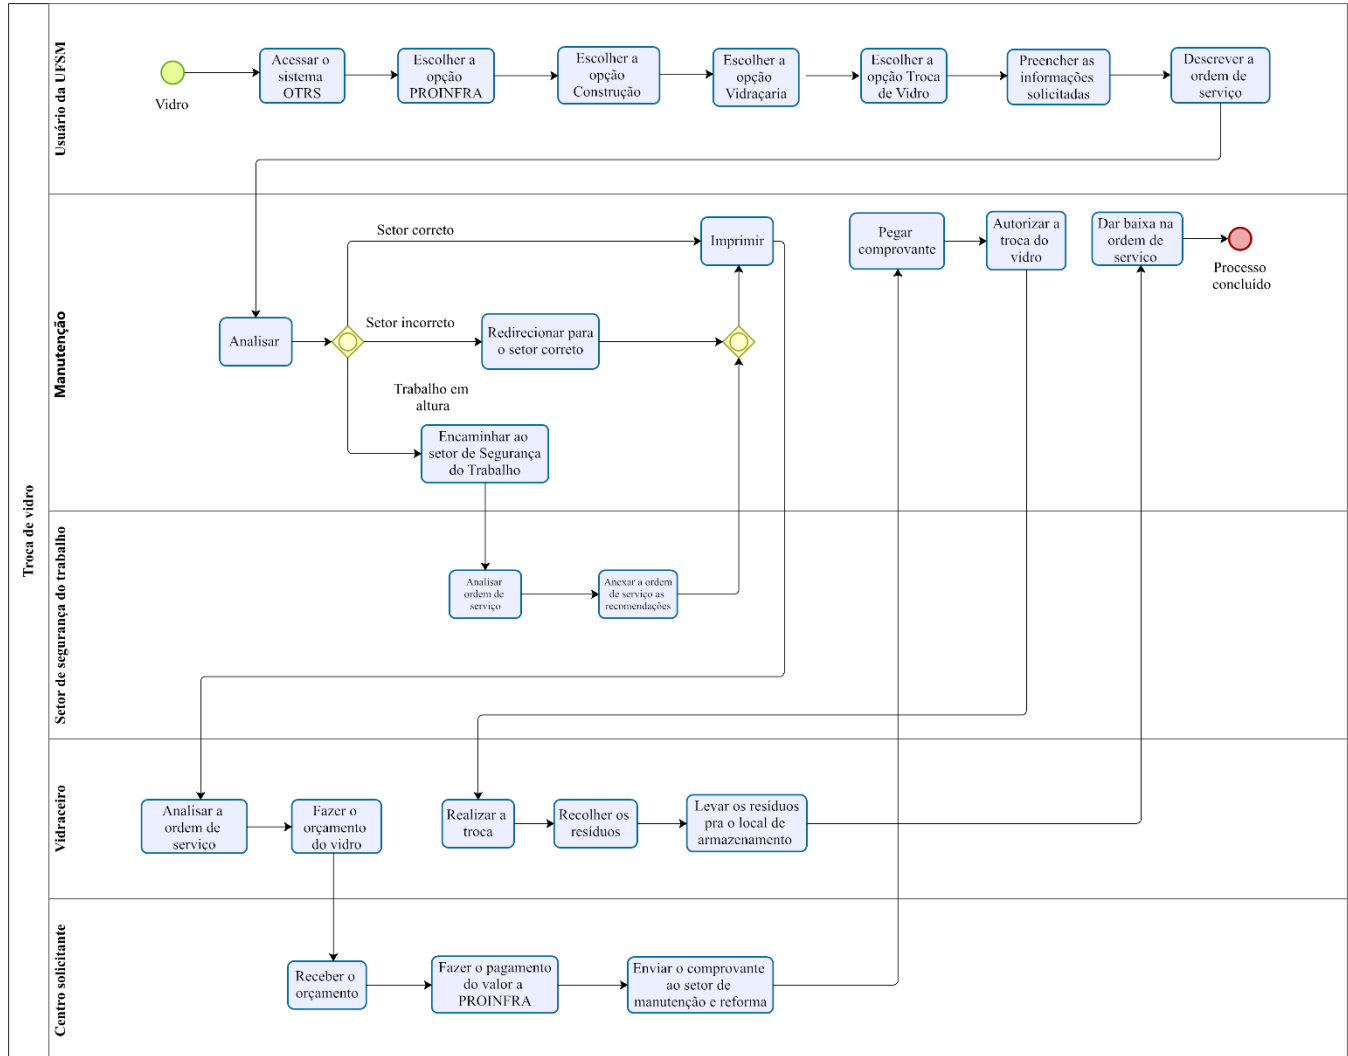 Troca de vidro
Usuário da UFSM
Vidro
Acessar o
sistema
OTRS
Escolher a
opção
PROINFRA
Escolher a
opção
Construção
Escolher a
opção
Vidraçaria
Escolher a
opção Troca
de Vidro
Preencher as
informações
solicitadas
Descrever a
ordem de
serviço
Manutenção
Analisar
Setor correto
Setor incorreto
Trabalho em
altura
Redirecionar para
o setor correto
Encaminhar ao
setor de Segurança
do Trabalho
Imprimir
Pegar
comprovante
Autorizar a
troca do
vidro
Dar baixa na
ordem de
servico
Processo
concluído
Setor de segurança do trabalho
Analisar
ordem de
serviço
Anexar a ordem
de serviço as
recomendações
Vidraceiro
Analisar a
ordem de
serviço
Fazer o
orçamento
do vidro
Realizar a
troca
Recolher os
resíduos
Levar os resíduos
pra o local de
armazenamento
Centro solicitante
Receber o
orçamento
Fazer o pagamento
do valor a
PROINFRA
Enviar o comprovante
ao setor de
manutenção e reforma